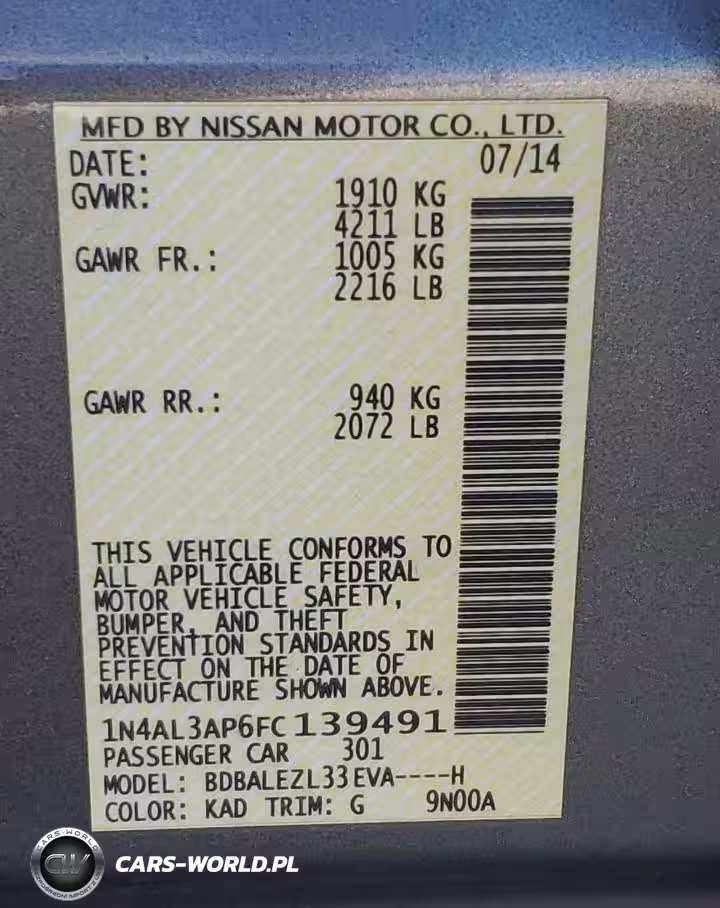 MFD BY NISSAN MOTOR CO., LTD.
DATE: 07/14
GVWR: 1910 KG
4211 LB
GAWR FR.: 1005 KG
2216 LB
GAWR RR.: 940 KG
2072 LB
THIS VEHICLE CONFORMS TO
ALL APPLICABLE FEDERAL
MOTOR VEHICLE SAFETY,
BUMPER, AND THEFT
PREVENTION STANDARDS IN
EFFECT ON THE DATE OF
MANUFACTURE SHOWN ABOVE.
1N4AL3AP6FC139491
PASSENGER CAR 301
MODEL: BDBALEZL33EVA----H
COLOR: KAD TRIM: G 9N00A
CARS-WORLD
CW
CARS-WORLD.PL